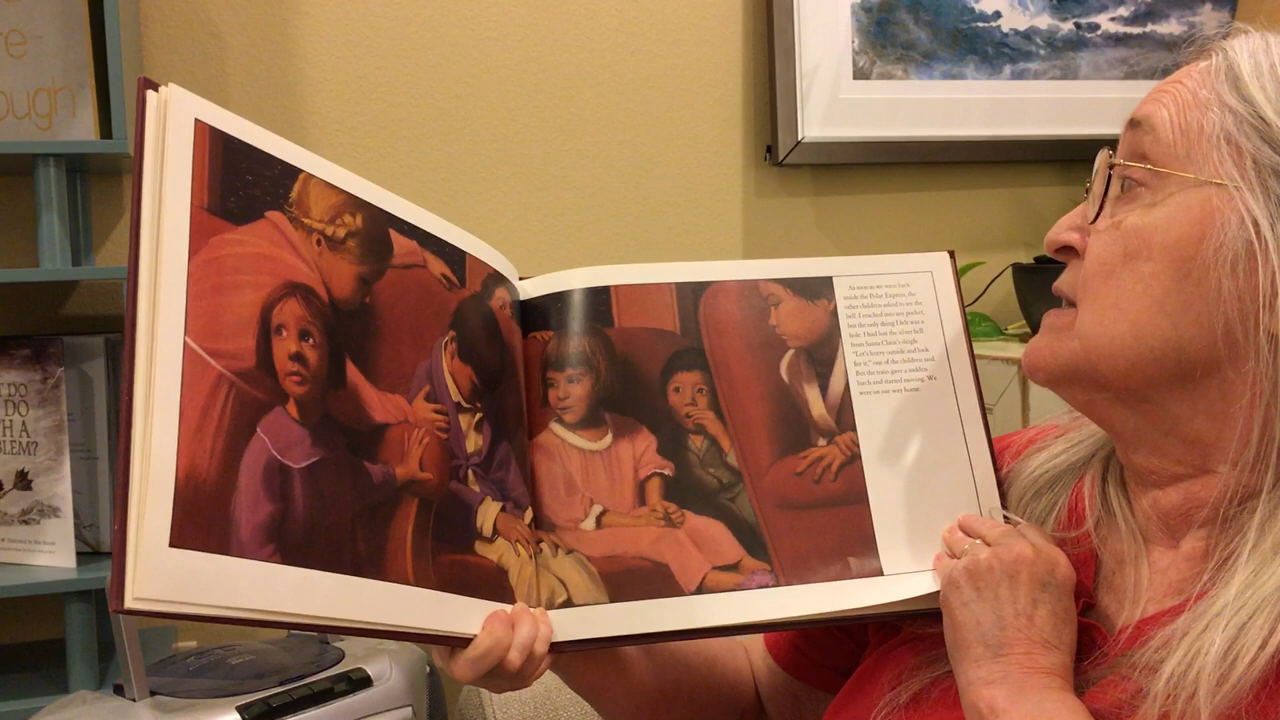 re
ough
T DO
DO
TH A
BLEM?
As soon as we were back
inside the Polar Express, the
other children asked to see the
bell. I reached into my pocket,
but the only thing I felt was a
hole. I had lost the silver bell
from Santa Claus's sleigh.
"Let's hurry outside and look
for it," one of the children said.
But the train gave a sudden
lurch and started moving. We
were on our way home.